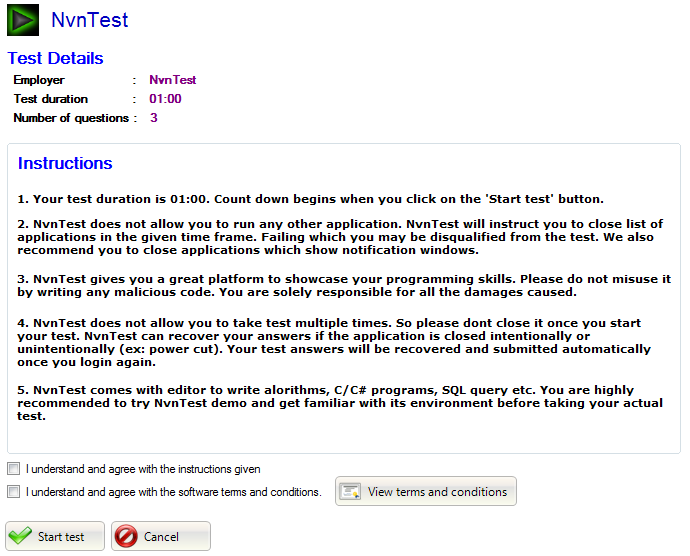 NvnTest
Test Details
Employer : NvnTest
Test duration : 01:00
Number of questions : 3
Instructions
1. Your test duration is 01:00. Count down begins when you click on the 'Start test' button.
2. NvnTest does not allow you to run any other application. NvnTest will instruct you to close list of
applications in the given time frame. Failing which you may be disqualified from the test. We also
recommend you to close applications which show notification windows.
3. NvnTest gives you a great platform to showcase your programming skills. Please do not misuse it
by writing any malicious code. You are solely responsible for all the damages caused.
4. NvnTest does not allow you to take test multiple times. So please dont close it once you start
your test. NvnTest can recover your answers if the application is closed intentionally or
unintentionally (ex: power cut). Your test answers will be recovered and submitted automatically
once you login again.
5. NvnTest comes with editor to write alorithms, C/C# programs, SQL query etc. You are highly
recommended to try NvnTest demo and get familiar with its environment before taking your actual
test.
I understand and agree with the instructions given
I understand and agree with the software terms and conditions. View terms and conditions
Start test Cancel